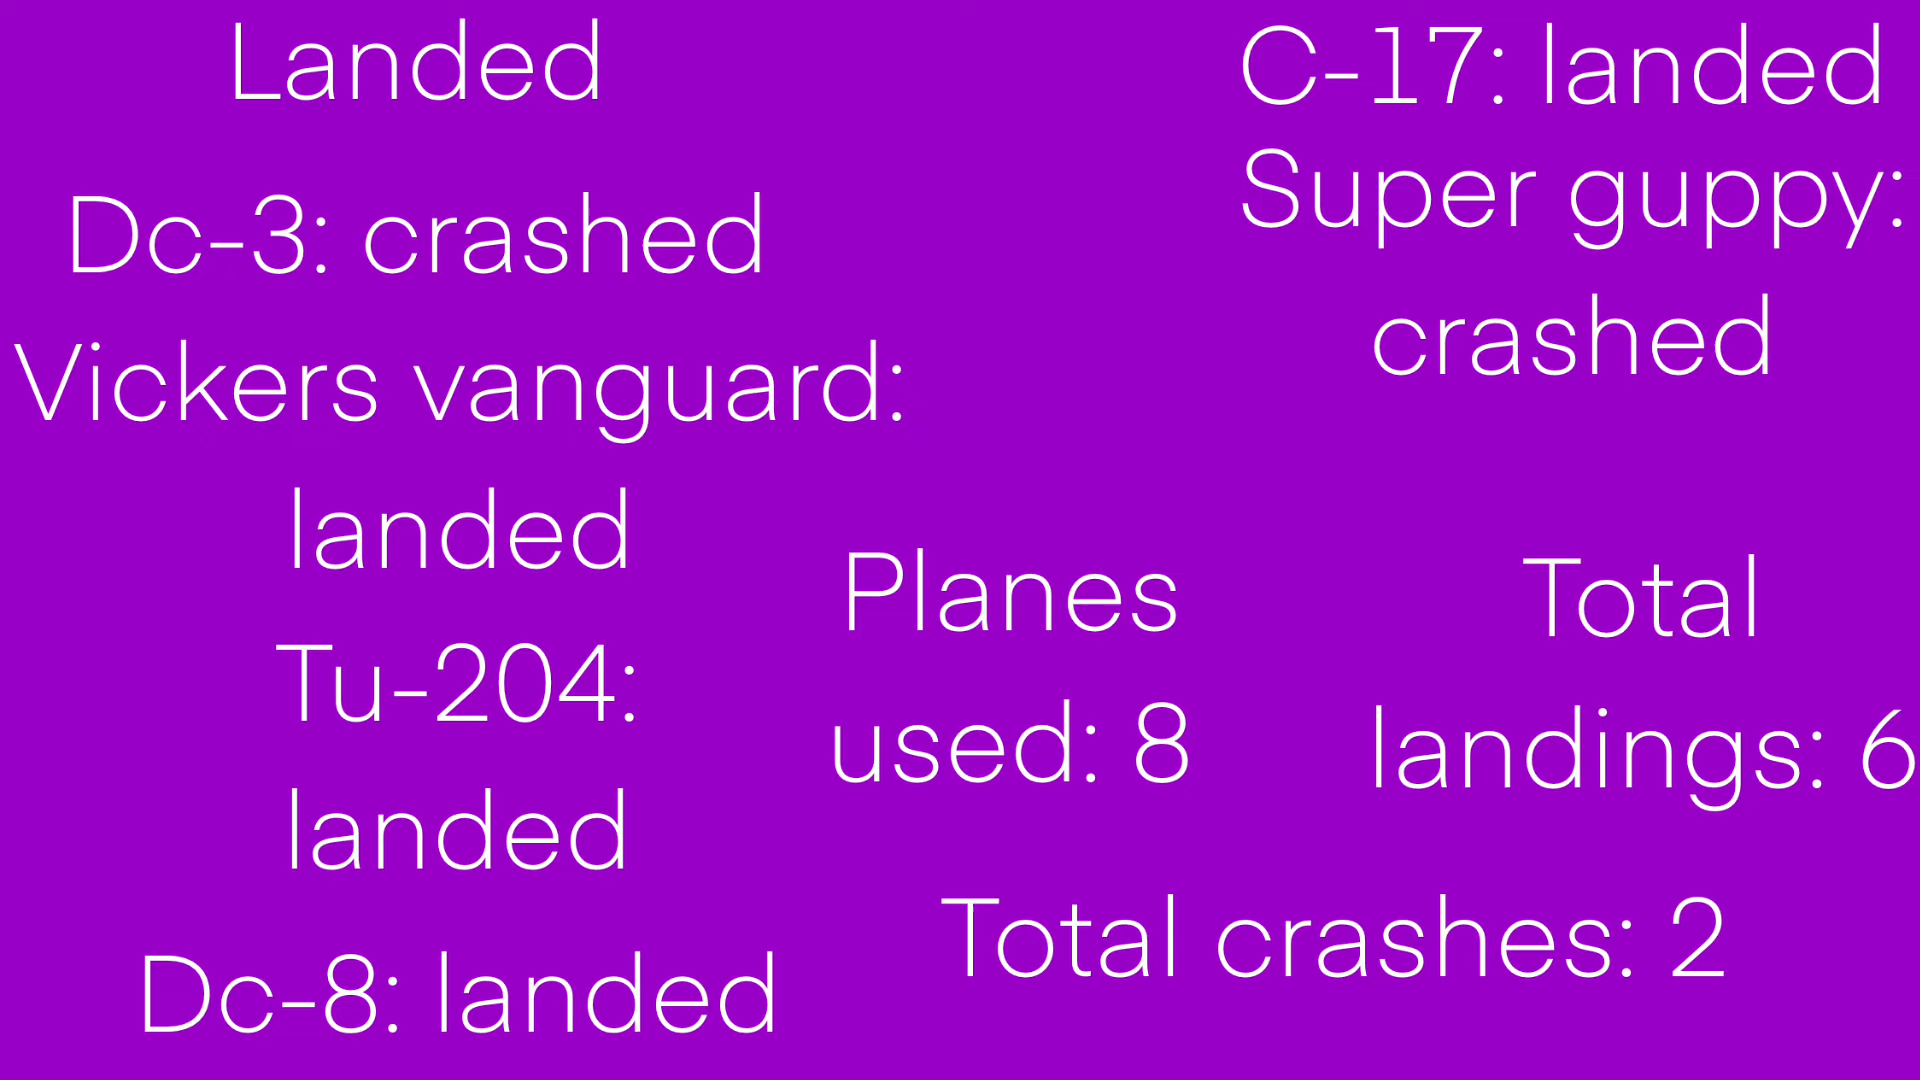 Landed
Dc-3: crashed
Vickers vanguard:
landed
Tu-204:
landed
Dc-8: landed
C-17: landed
Super guppy:
crashed
Planes
used: 8
Total
landings: 6
Total crashes: 2